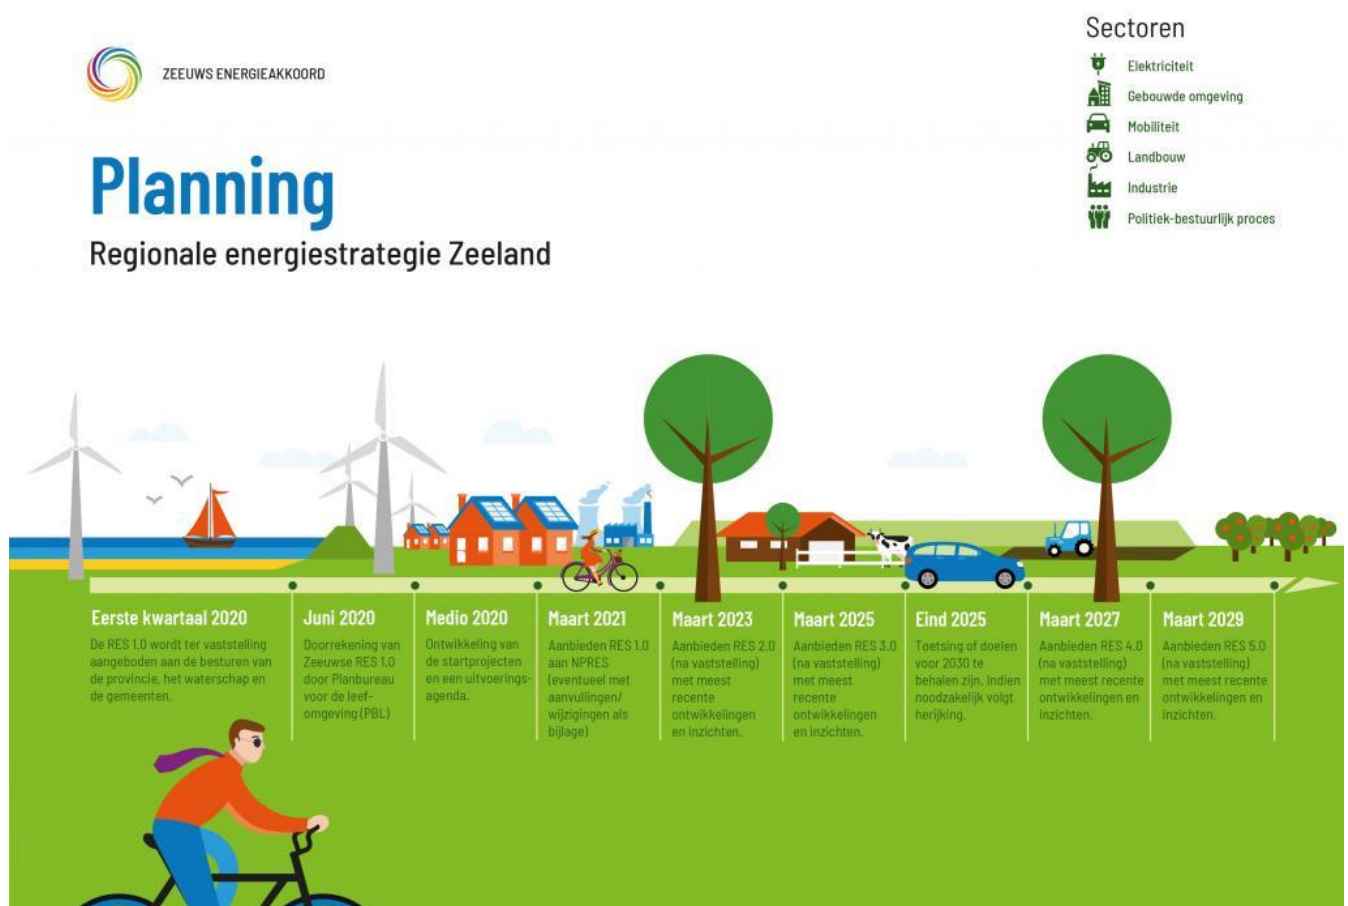 ZEEUWS ENERGIEAKKOORD
Planning
Regionale energiestrategie Zeeland
Sectoren
Elektriciteit
Gebouwde omgeving
Mobiliteit
Landbouw
Industrie
Politiek-bestuurlijk proces
Eerste kwartaal 2020
De RES 1.0 wordt ter vaststelling
aangeboden aan de besturen van
de provincie, het waterschap en
de gemeenten.
Juni 2020
Doorrekening van
Zeeuwse RES 1.0
door Planbureau
voor de leef-
omgeving (PBL)
Medio 2020
Ontwikkeling van
de startprojecten
en een uitvoerings-
agenda.
Maart 2021
Aanbieden RES 1.0
aan NPRES
(eventueel met
aanvullingen/
wijzigingen als
bijlage)
Maart 2023
Aanbieden RES 2.0
(na vaststelling)
met meest
recente
ontwikkelingen
en inzichten.
Maart 2025
Aanbieden RES 3.0
(na vaststelling)
met meest
recente
ontwikkelingen
en inzichten.
Eind 2025
Toetsing of doelen
voor 2030 te
behalen zijn. Indien
noodzakelijk volgt
herijking.
Maart 2027
Aanbieden RES 4.0
(na vaststelling)
met meest recente
ontwikkelingen en
inzichten.
Maart 2029
Aanbieden RES 5.0
(na vaststelling)
met meest recente
ontwikkelingen en
inzichten.